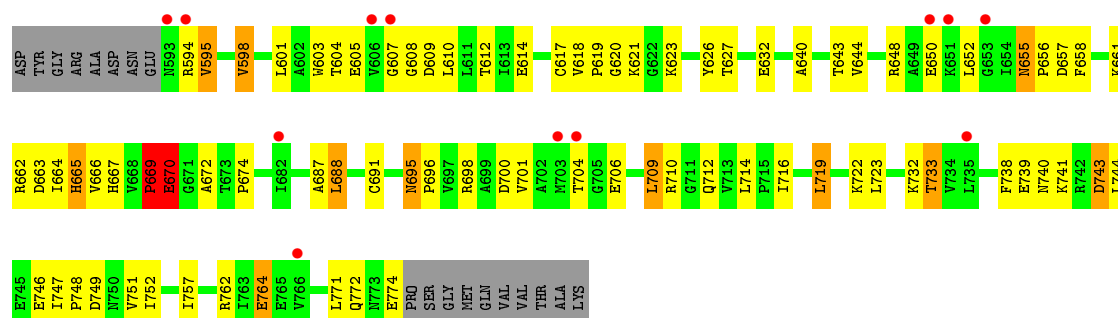 ASP TYR GLY ARG ALA ASP ASN GLU N593 R594 V595 V598 L601 A602 W603 T604 E605 V606 G607 G608 D609 L610 L611 T612 I613 E614 C617 V618 P619 G620 K621 G622 K623 Y626 T627 E632 A640 T643 V644 R648 A649 E650 K651 L652 G653 I654 N655 P656 D657 F658 K661
R662 D663 I664 H665 V666 H667 V668 P669 E670 G671 A672 T673 P674 I682 A687 L688 C691 N695 P696 V697 R698 A699 D700 V701 A702 M703 T704 G705 E706 L709 R710 G711 Q712 V713 L714 P715 I716 L719 K722 L723 K732 T733 V734 L735 F738 E739 N740 K741 R742 D743 L744
E745 E746 I747 P748 D749 N750 V751 I752 I757 R762 I763 E764 E765 V766 L771 Q772 N773 E774 PRO SER GLY MET GLN VAL VAL THR ALA LYS